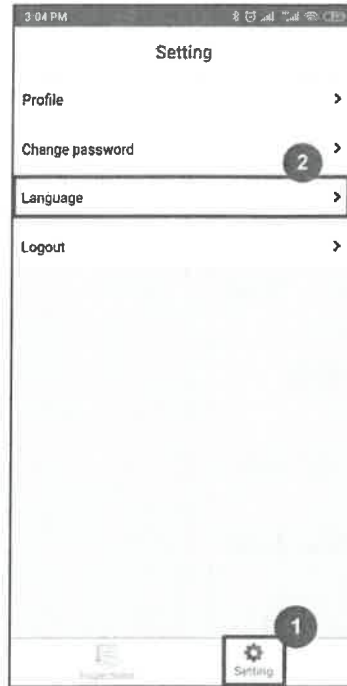 3:04 PM
Setting
Profile
Change password
2
Language
Logout
1
Setting